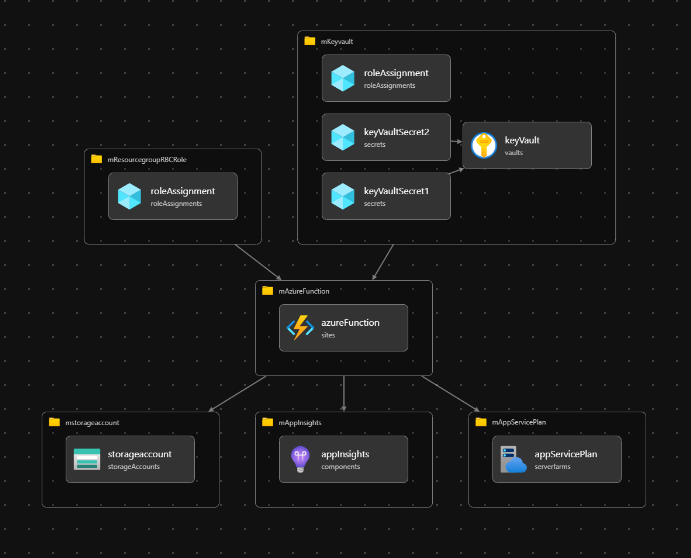 mKeyvault
roleAssignment
roleAssignments
keyVaultSecret2
secrets
keyVault
vaults
keyVaultSecret1
secrets
mResourcegroupRBCRole
roleAssignment
roleAssignments
mAzureFunction
azureFunction
sites
mstorageaccount
storageaccount
storageAccounts
mAppInsights
appInsights
components
mAppServicePlan
appServicePlan
serverfarms